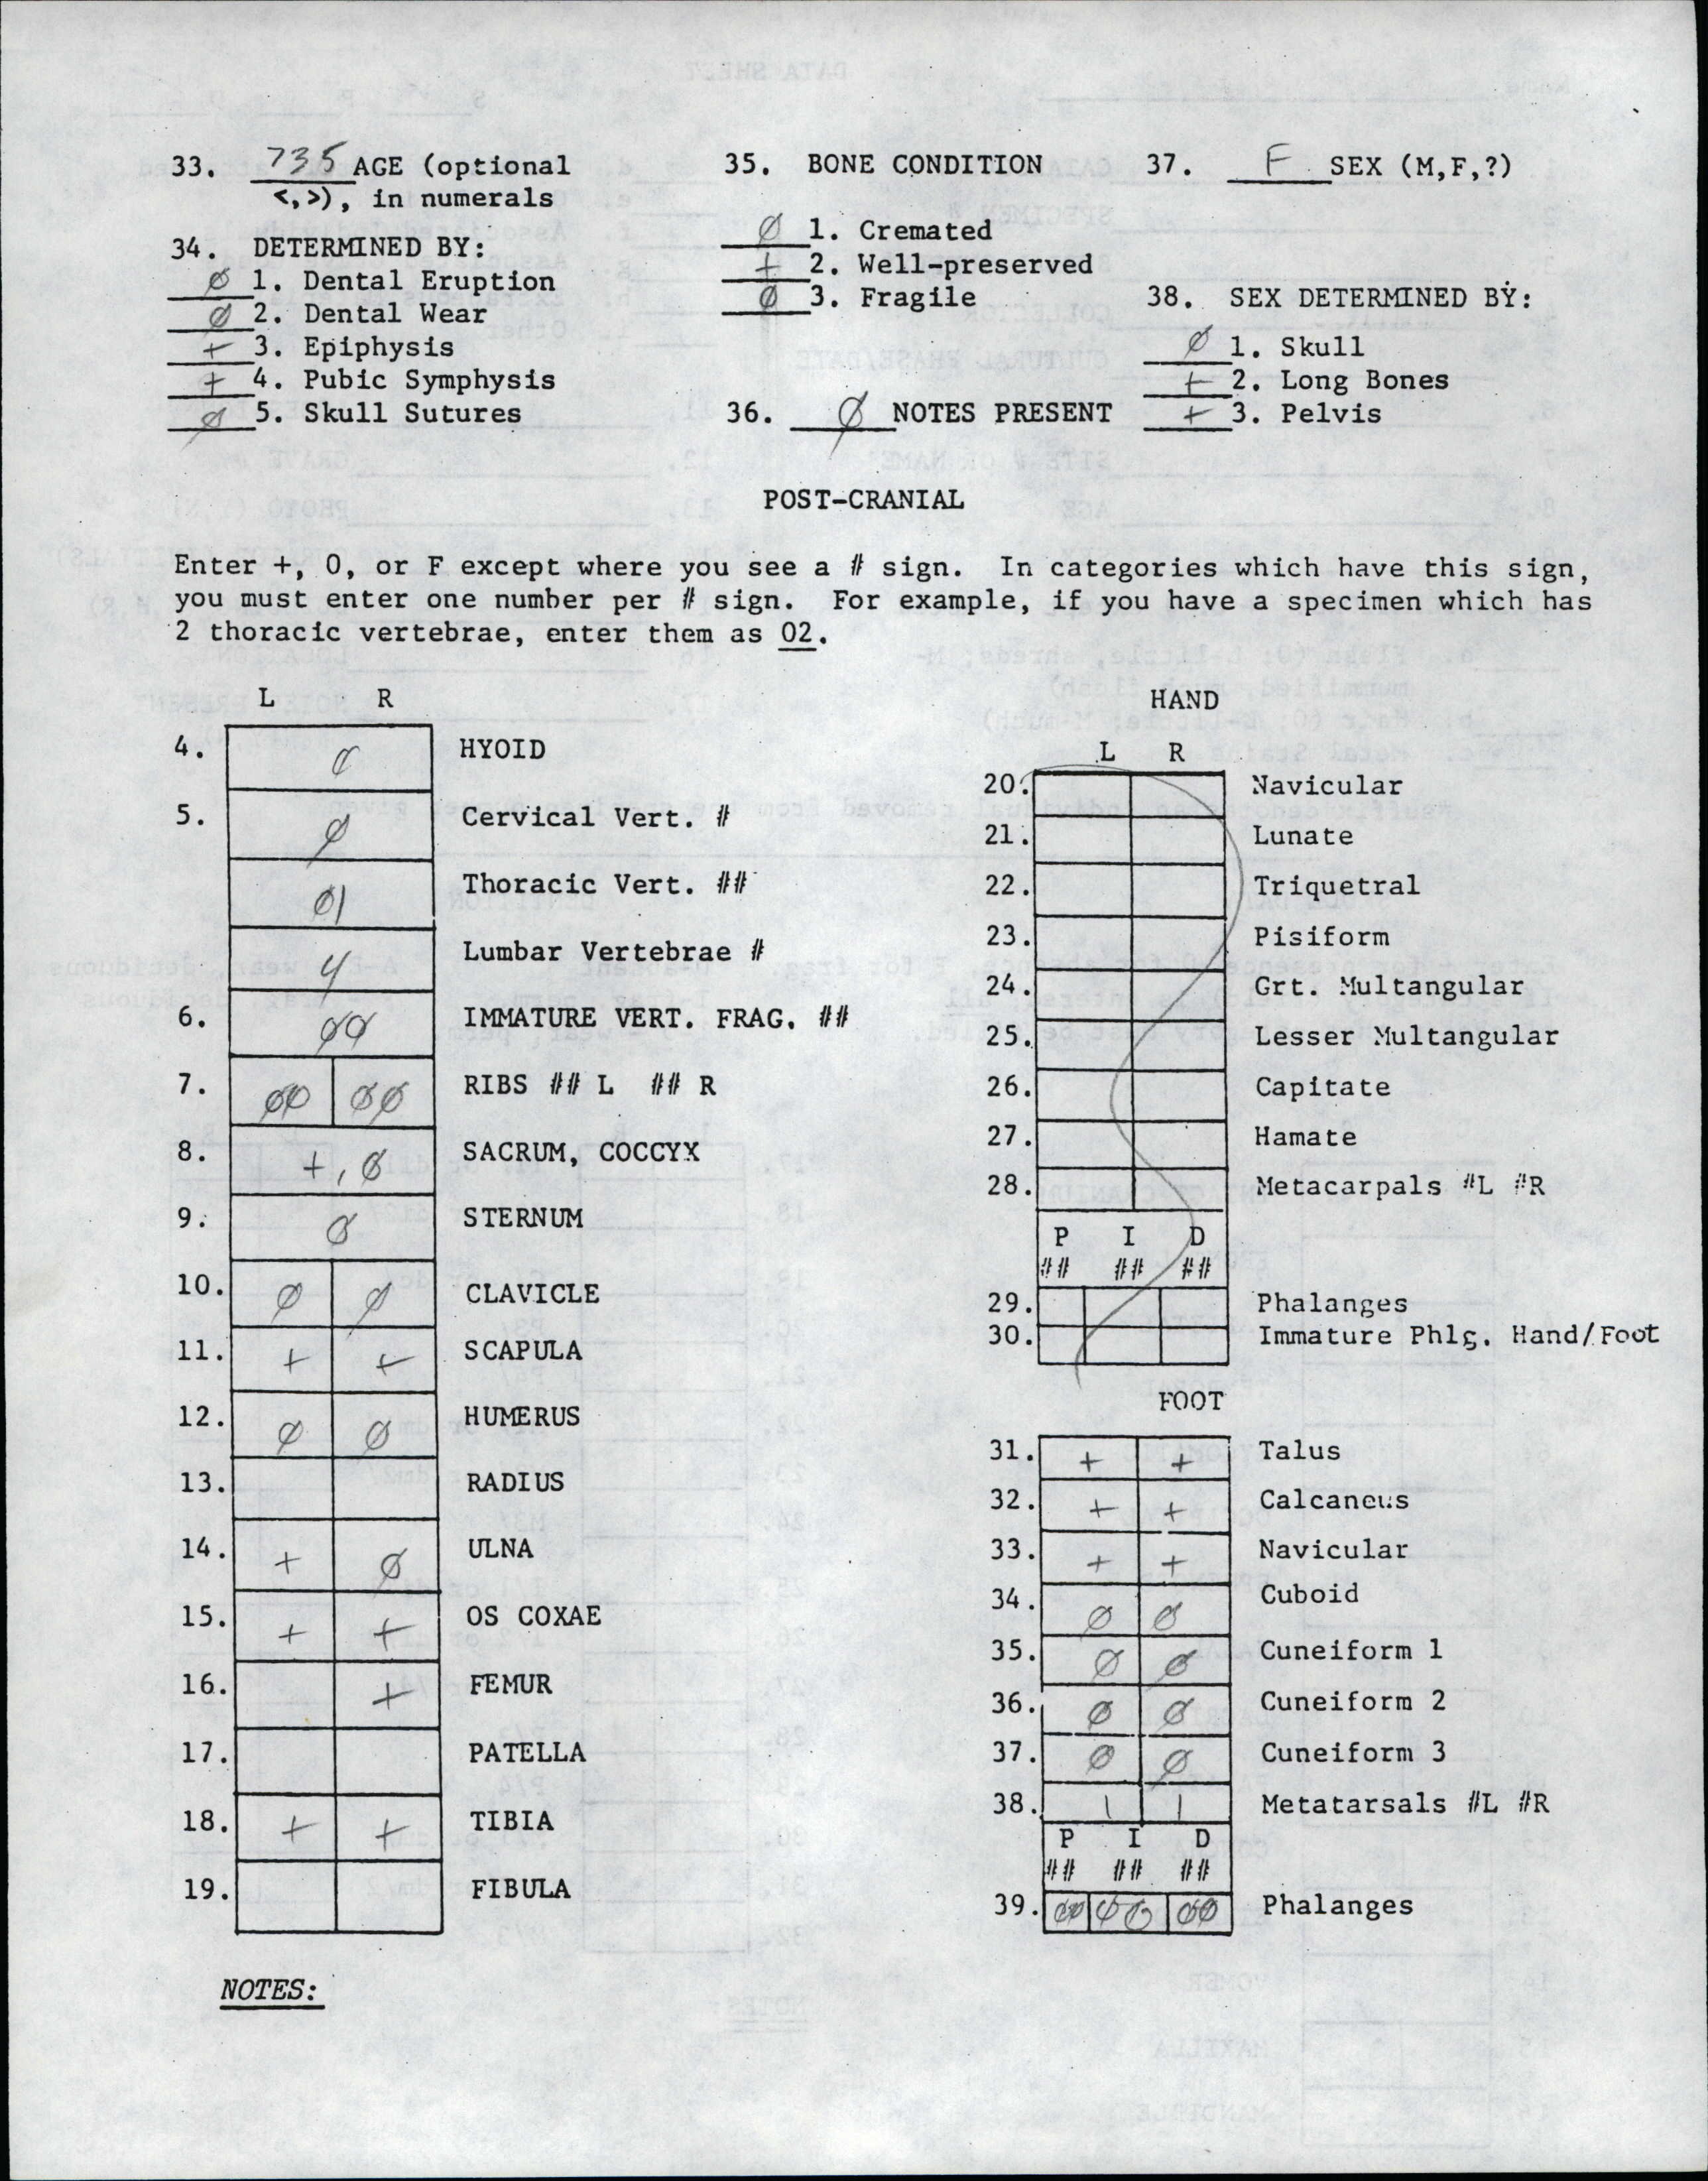 33. 735 AGE (optional
<,>), in numerals
34. DETERMINED BY:
Ø 1. Dental Eruption
Ø 2. Dental Wear
+ 3. Epiphysis
+ 4. Pubic Symphysis
Ø 5. Skull Sutures
35. BONE CONDITION
Ø 1. Cremated
+ 2. Well-preserved
Ø 3. Fragile
36. Ø NOTES PRESENT
37. F SEX (M,F,?)
38. SEX DETERMINED BY:
Ø 1. Skull
+ 2. Long Bones
+ 3. Pelvis
POST-CRANIAL
Enter +, 0, or F except where you see a # sign. In categories which have this sign,
you must enter one number per # sign. For example, if you have a specimen which has
2 thoracic vertebrae, enter them as 02.
L R
4. Ø HYOID
5. Ø Cervical Vert. #
Ø1 Thoracic Vert. ##
4 Lumbar Vertebrae #
6. ØØ IMMATURE VERT. FRAG. ##
7. ØØ ØØ RIBS ## L ## R
8. +, Ø SACRUM, COCCYX
9. Ø STERNUM
10. Ø Ø CLAVICLE
11. + + SCAPULA
12. Ø Ø HUMERUS
13. RADIUS
14. + Ø ULNA
15. + + OS COXAE
16. + FEMUR
17. PATELLA
18. + + TIBIA
19. FIBULA
NOTES:
HAND
L R
20. Navicular
21. Lunate
22. Triquetral
23. Pisiform
24. Grt. Multangular
25. Lesser Multangular
26. Capitate
27. Hamate
28. Metacarpals #L #R
P I D
## ## ##
29. Phalanges
30. Immature Phlg. Hand/Foot
FOOT
31. + + Talus
32. + + Calcaneus
33. + + Navicular
34. Ø Ø Cuboid
35. Ø Ø Cuneiform 1
36. Ø Ø Cuneiform 2
37. Ø Ø Cuneiform 3
38. 1 1 Metatarsals #L #R
P I D
## ## ##
39. ØØ ØØ ØØ Phalanges